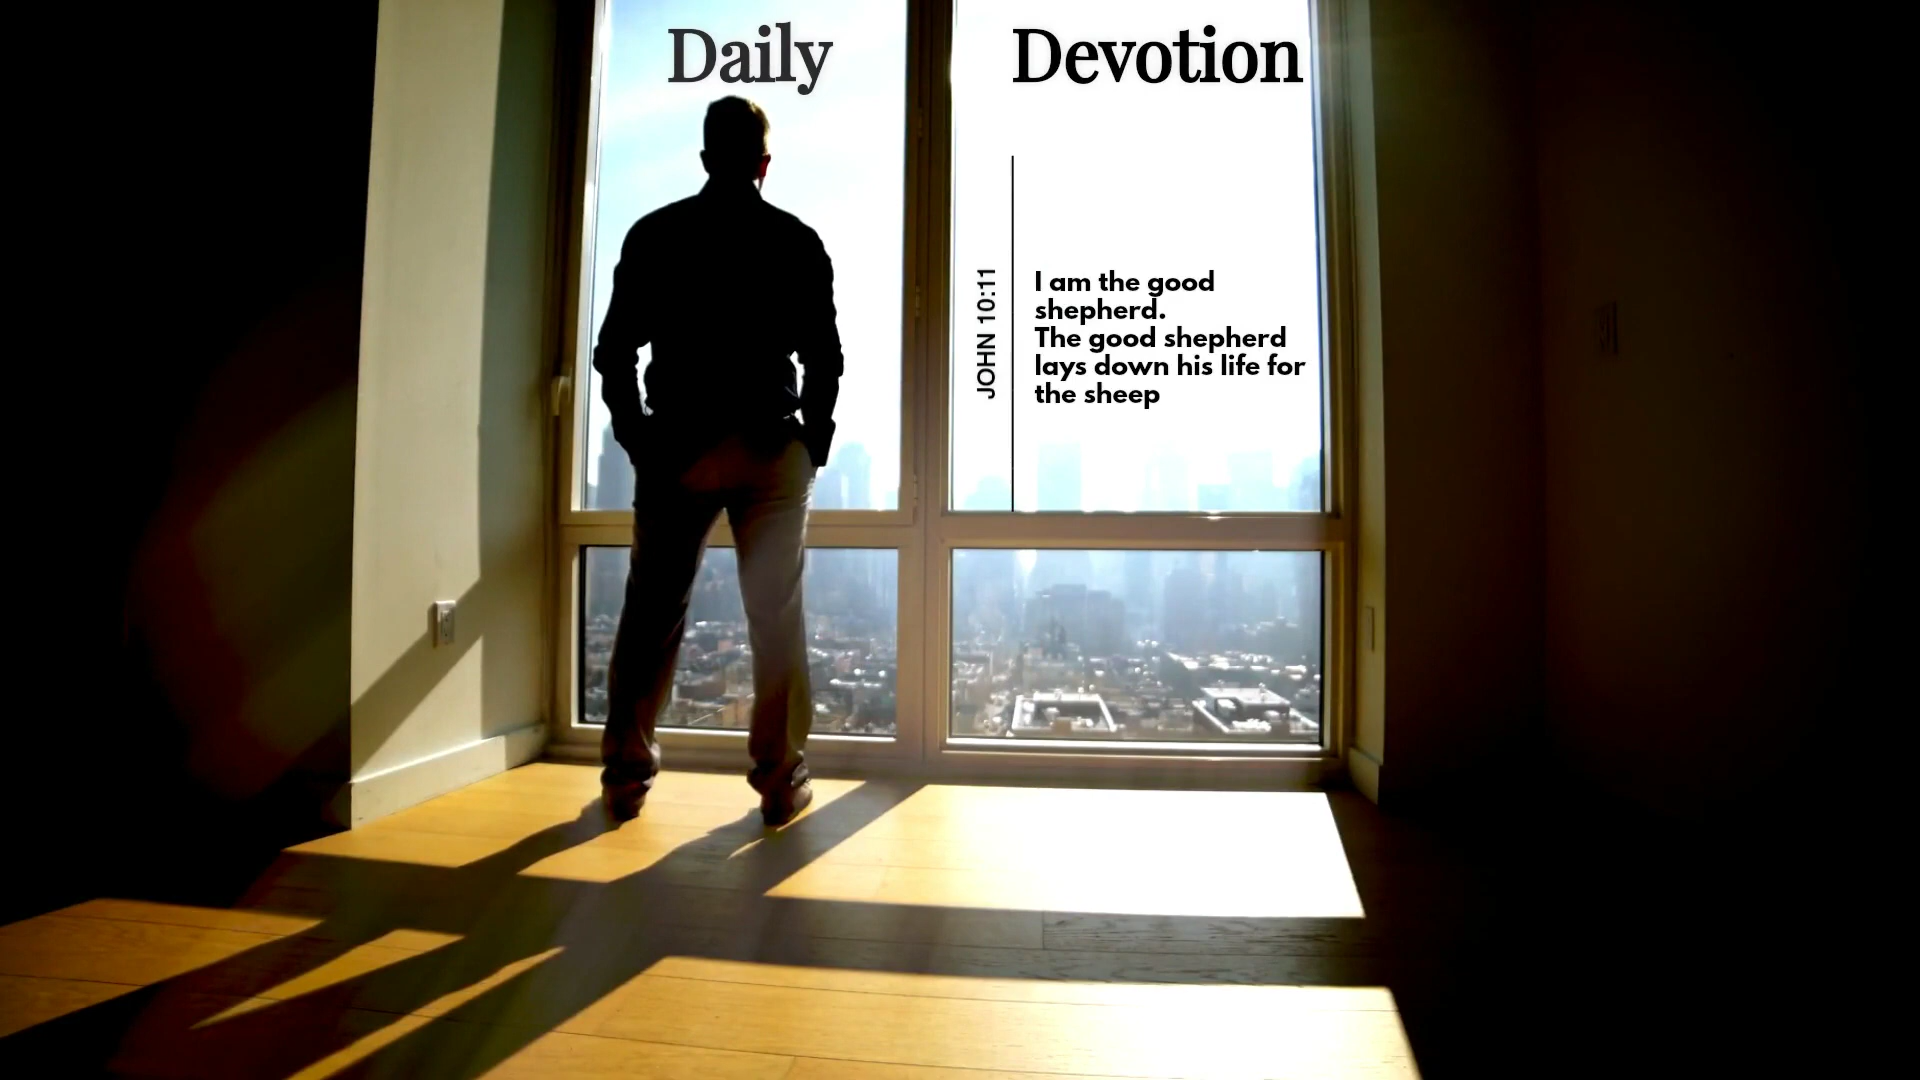 Daily Devotion
JOHN 10:11
I am the good
shepherd.
The good shepherd
lays down his life for
the sheep